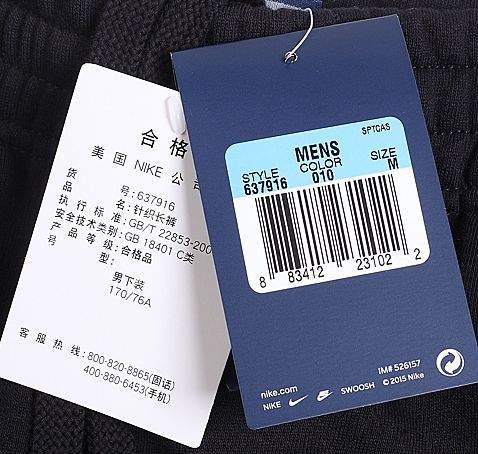 合格
美国 NIKE 公司
货 号:637916
品 名:针织长裤
执行标准:GB/T 22853-200
安全技术类别:GB 18401 C类
产品等级:合格品
号 型:
男下装
170/76A
客服热线:800-820-8865(固话)
400-880-6453(手机)
SPTCAS
MENS
STYLE COLOR SIZE
637916 010 M
8 83412 23102 2
IM# 526157
© 2015 Nike
nike.com
NIKE SWOOSH